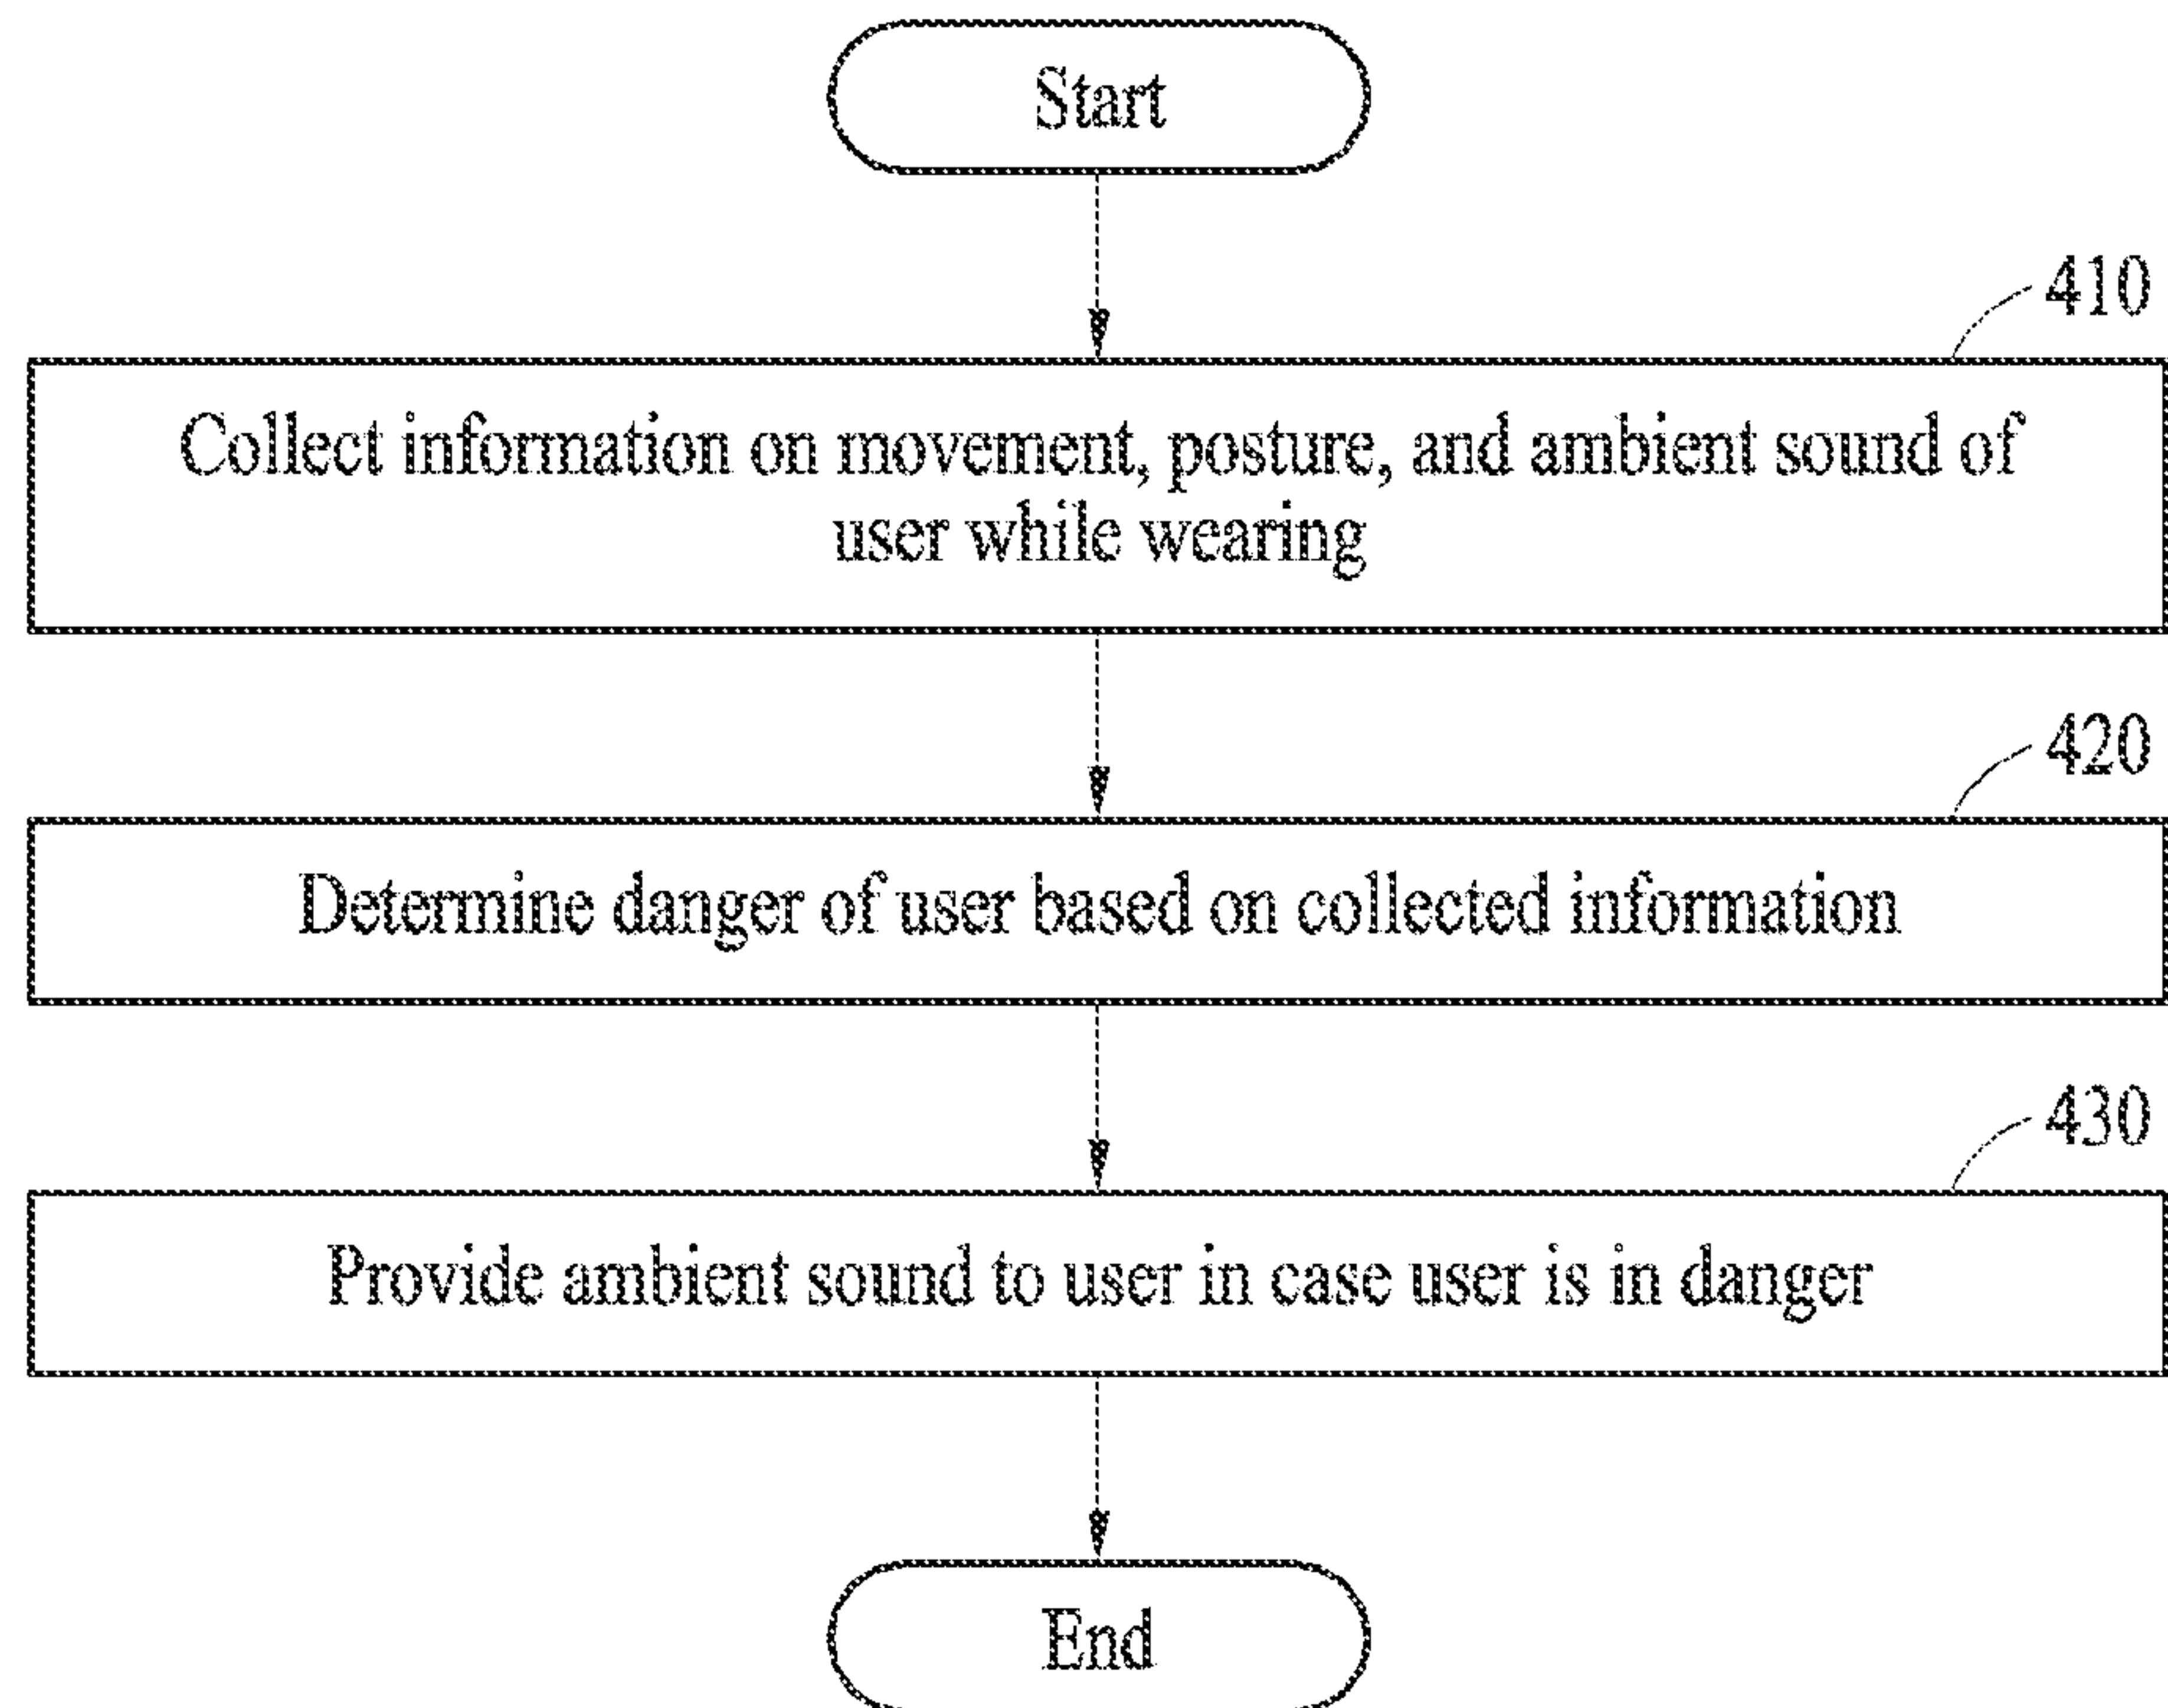 Start
410
Collect information on movement, posture, and ambient sound of
user while wearing
420
Determine danger of user based on collected information
430
Provide ambient sound to user in case user is in danger
End